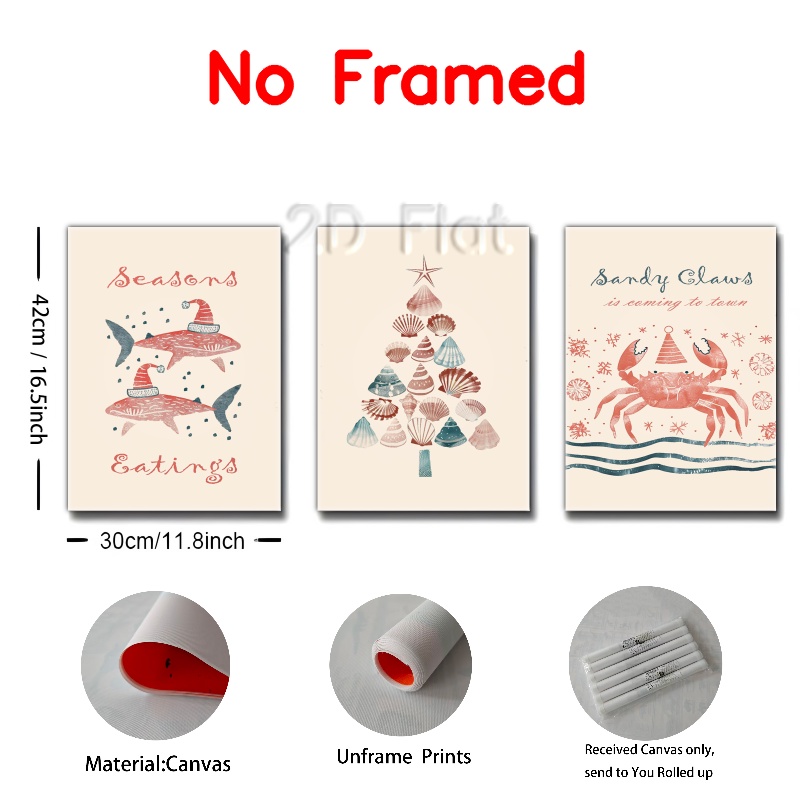 No Framed
2D Flat
Seasons
Eatings
Sandy Claws
is coming to town
42cm / 16.5inch
30cm/11.8inch
Material:Canvas
Unframe Prints
Received Canvas only,
send to You Rolled up